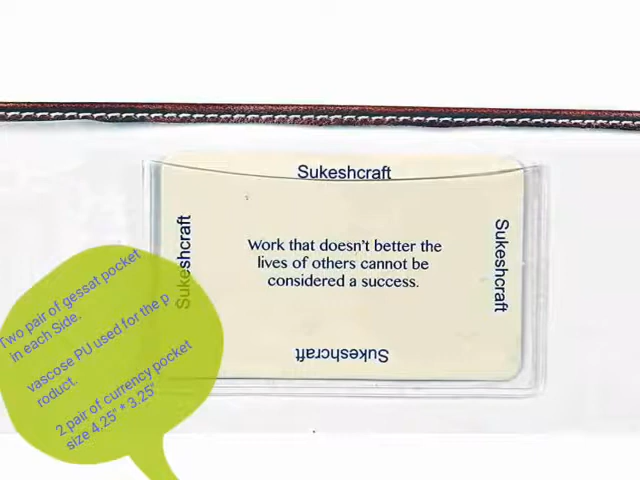 Sukeshcraft
Sukeshcraft
Work that doesn't better the
lives of others cannot be
considered a success.
Sukeshcraft
Sukeshcraft
Two pair of gessat pocket
in each Side.
vascose PU used for the p
roduct.
2 pair of currency pocket
size 4.25" * 3.25"